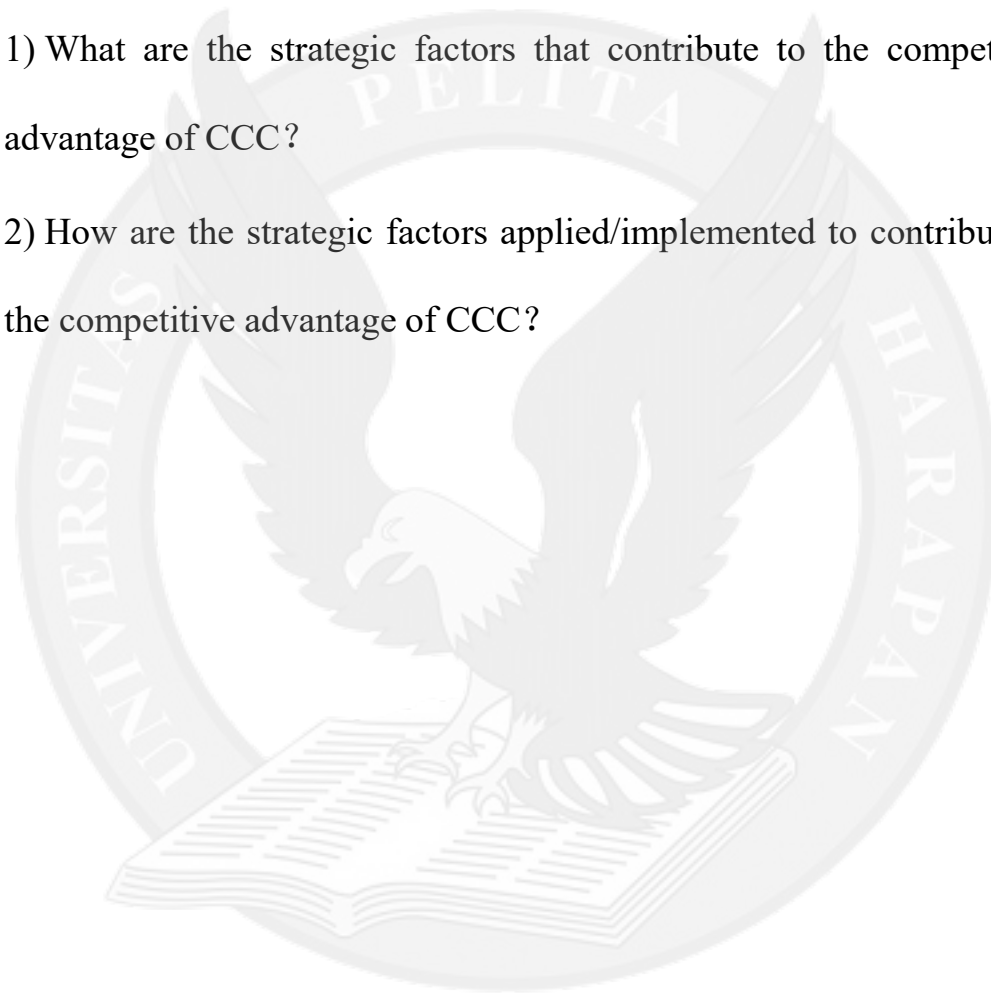 1) What are the strategic factors that contribute to the compet
advantage of CCC？
2) How are the strategic factors applied/implemented to contribu
the competitive advantage of CCC？
UNIVERSITAS PELITA HARAPAN